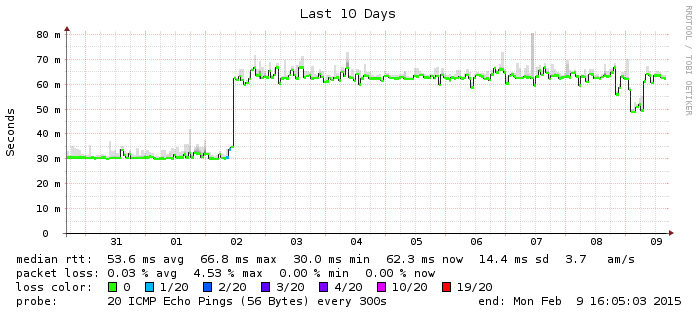 Last 10 Days
RRDTOOL / TOBI OETIKER
Seconds
80 m
70 m
60 m
50 m
40 m
30 m
20 m
10 m
0
31 01 02 03 04 05 06 07 08 09
median rtt: 53.6 ms avg 66.8 ms max 30.0 ms min 62.3 ms now 14.4 ms sd 3.7 am/s
packet loss: 0.03 % avg 4.53 % max 0.00 % min 0.00 % now
loss color: 0 1/20 2/20 3/20 4/20 10/20 19/20
probe: 20 ICMP Echo Pings (56 Bytes) every 300s end: Mon Feb 9 16:05:03 2015